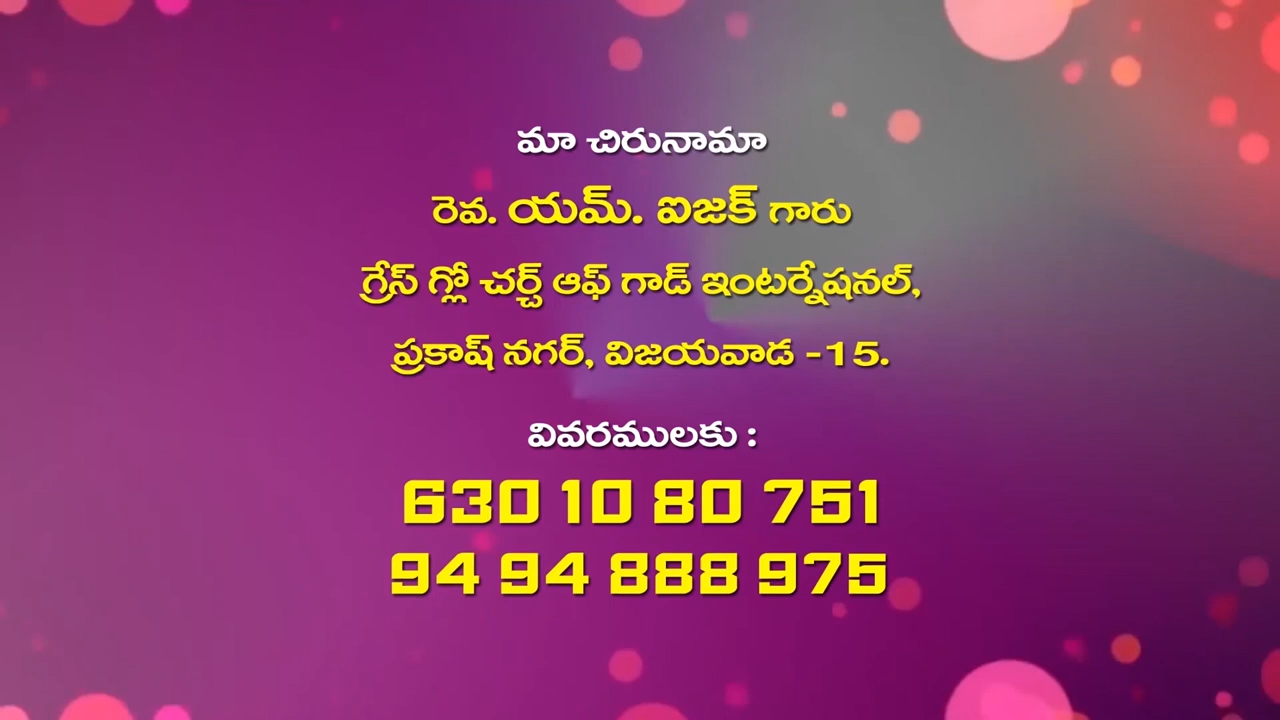 మా చిరునామా
రెవ. యమ్. ఐజక్ గారు
గ్రేస్ గ్లో చర్చ్ ఆఫ్ గాడ్ ఇంటర్నేషనల్,
ప్రకాష్ నగర్, విజయవాడ -15.
వివరములకు :
630 10 80 751
94 94 888 975